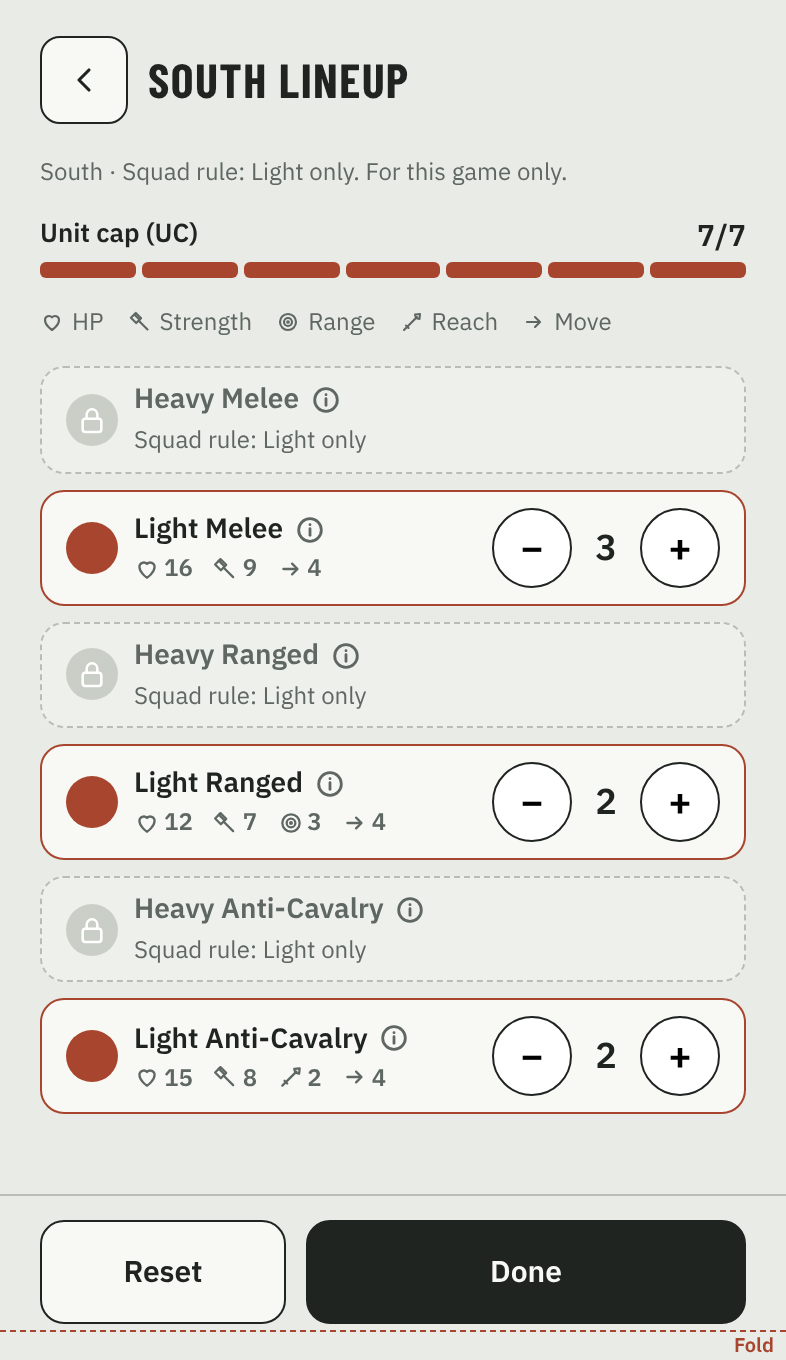 SOUTH LINEUP
South · Squad rule: Light only. For this game only.
Unit cap (UC) 7/7
HP Strength Range Reach Move
Heavy Melee
Squad rule: Light only
Light Melee
16 9 4
− 3 +
Heavy Ranged
Squad rule: Light only
Light Ranged
12 7 3 4
− 2 +
Heavy Anti-Cavalry
Squad rule: Light only
Light Anti-Cavalry
15 8 2 4
− 2 +
Reset Done
Fold